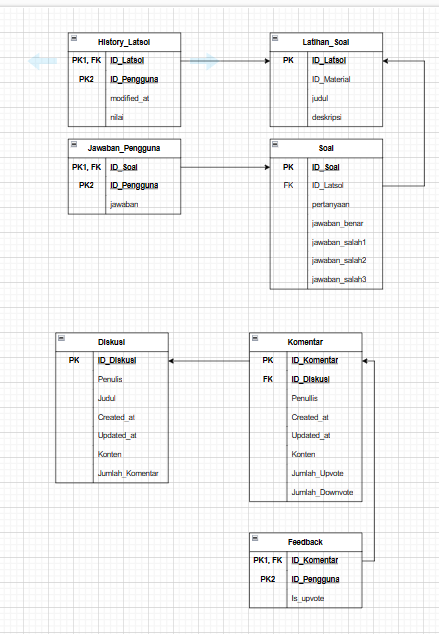 History_Latsol
PK1, FK ID_Latsol
PK2 ID_Pengguna
modified_at
nilai
Latihan_Soal
PK ID_Latsol
ID_Material
judul
deskripsi
Jawaban_Pengguna
PK1, FK ID_Soal
PK2 ID_Pengguna
jawaban
Soal
PK ID_Soal
FK ID_Latsol
pertanyaan
jawaban_benar
jawaban_salah1
jawaban_salah2
jawaban_salah3
Diskusi
PK ID_Diskusi
Penulis
Judul
Created_at
Updated_at
Konten
Jumlah_Komentar
Komentar
PK ID_Komentar
FK ID_Diskusi
Penullis
Created_at
Updated_at
Konten
Jumlah_Upvote
Jumlah_Downvote
Feedback
PK1, FK ID_Komentar
PK2 ID_Pengguna
Is_upvote